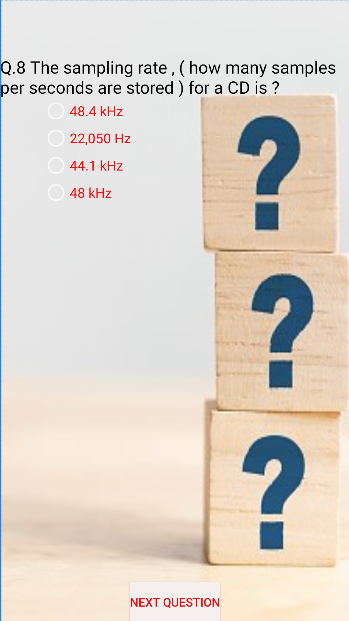 Q.8 The sampling rate , ( how many samples
per seconds are stored ) for a CD is ?
48.4 kHz
22,050 Hz
44.1 kHz
48 kHz
?
?
?
NEXT QUESTION